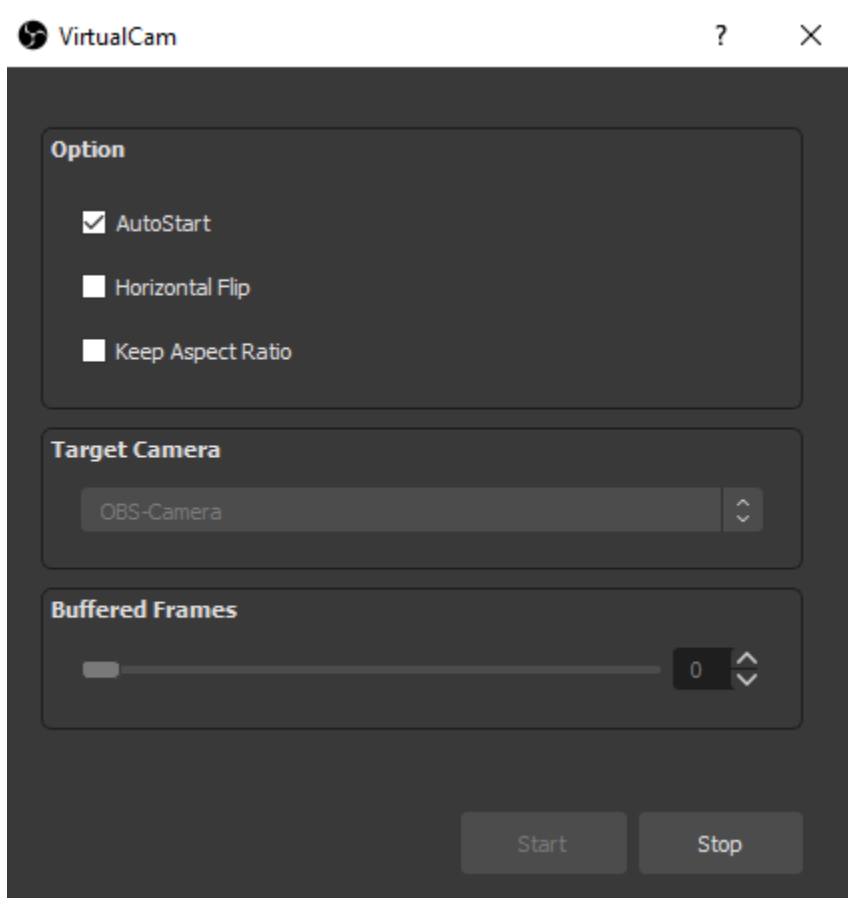 VirtualCam
?
Option
AutoStart
Horizontal Flip
Keep Aspect Ratio
Target Camera
OBS-Camera
Buffered Frames
0
Start Stop